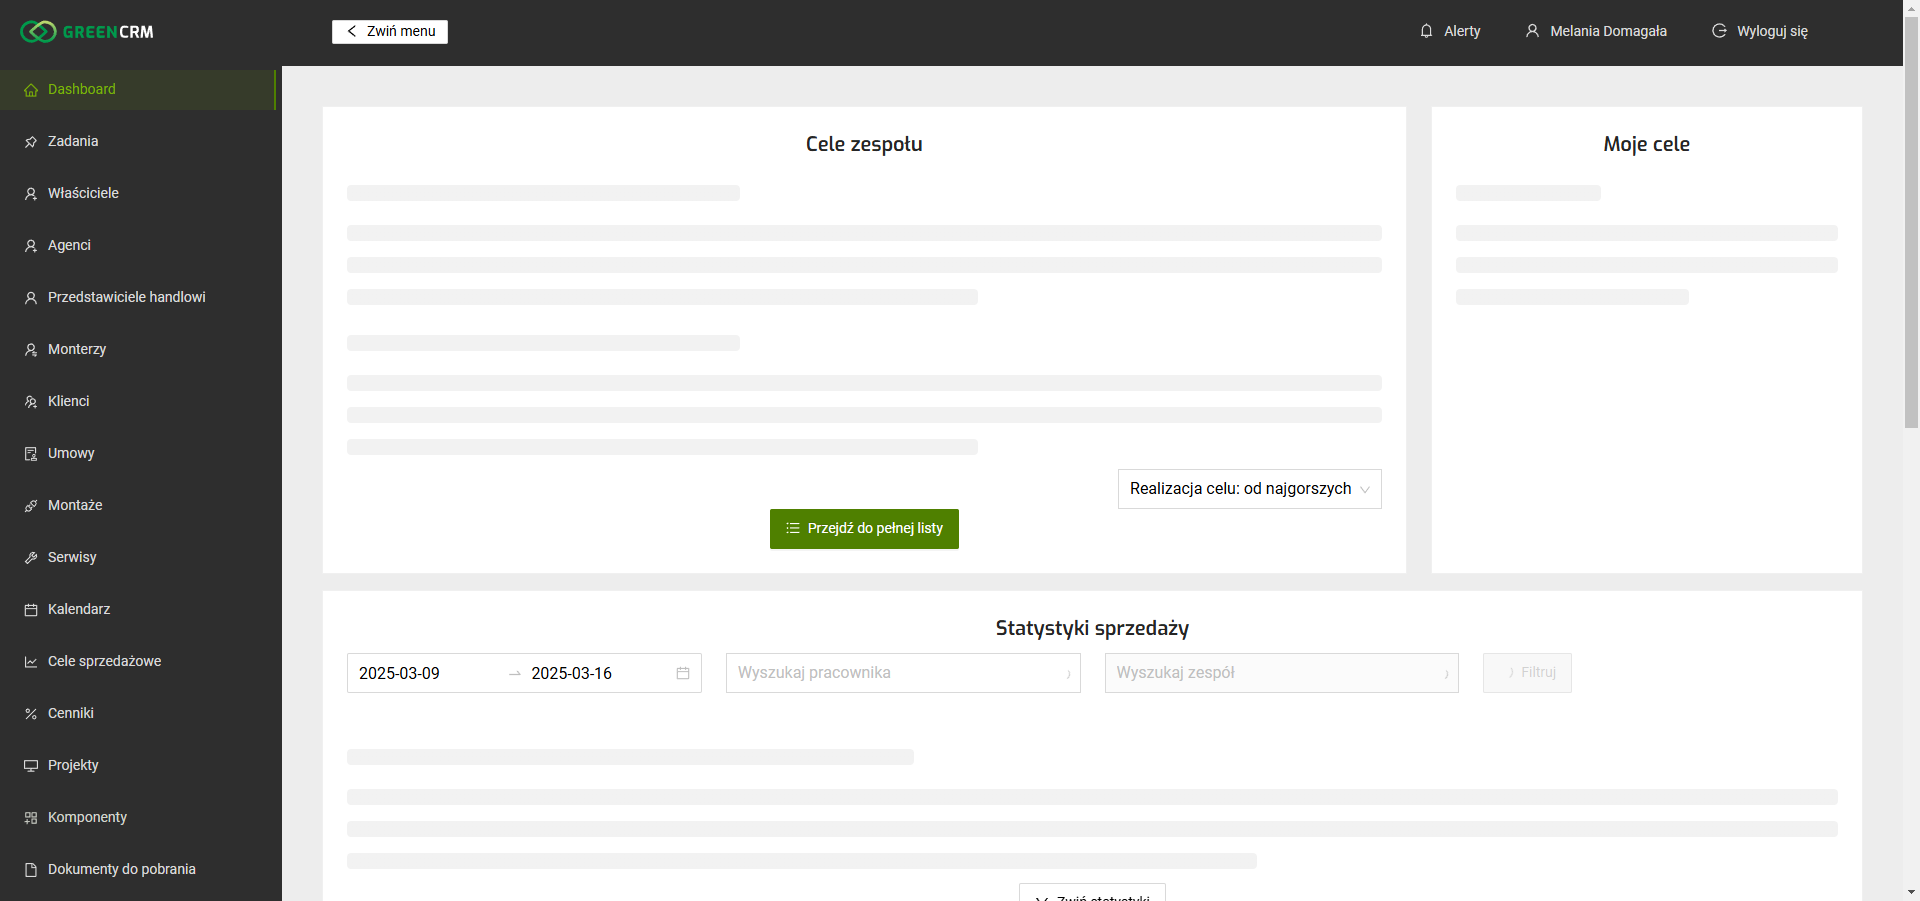 GREENCRM
Zwiń menu
Alerty
Melania Domagała
Wyloguj się
Dashboard
Zadania
Właściciele
Agenci
Przedstawiciele handlowi
Monterzy
Klienci
Umowy
Montaże
Serwisy
Kalendarz
Cele sprzedażowe
Cenniki
Projekty
Komponenty
Dokumenty do pobrania
Cele zespołu
Realizacja celu: od najgorszych
Przejdź do pełnej listy
Moje cele
Statystyki sprzedaży
2025-03-09
2025-03-16
Wyszukaj pracownika
Wyszukaj zespół
Filtruj
Zwiń statystyki